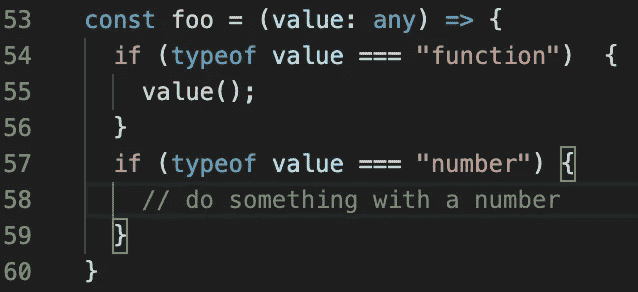 53 const foo = (value: any) => {
54 if (typeof value === "function")  {
55 value();
56 }
57 if (typeof value === "number") {
58 // do something with a number
59 }
60 }